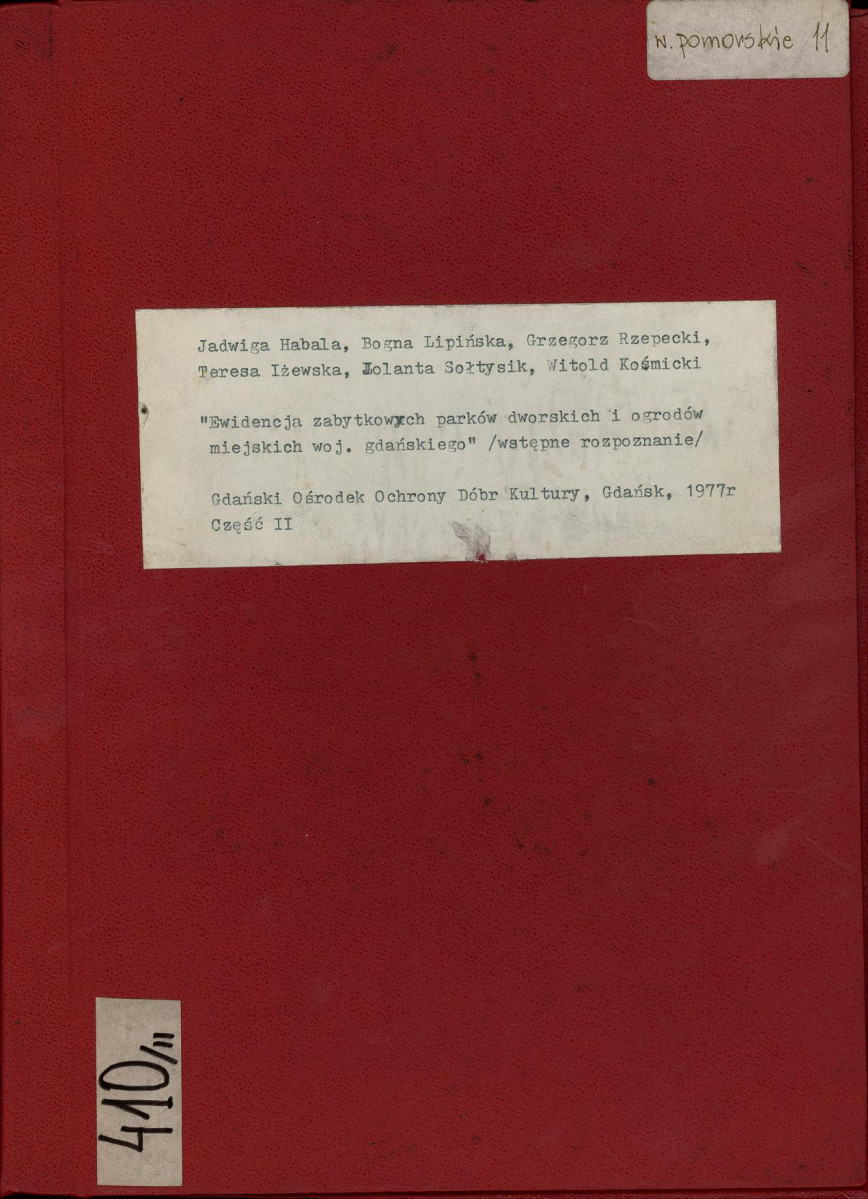 w. pomorskie 11
Jadwiga Habala, Bogna Lipińska, Grzegorz Rzepecki,
Teresa Iżewska, Jolanta Sołtysik, Witold Kośmicki
"Ewidencja zabytkowych parków dworskich i ogrodów
miejskich woj. gdańskiego" /wstępne rozpoznanie/
Gdański Ośrodek Ochrony Dóbr Kultury, Gdańsk, 1977r
Część II
410/II